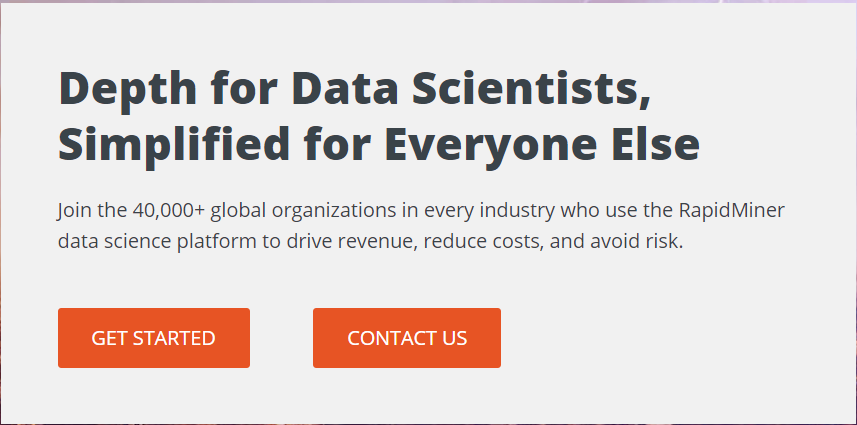 Depth for Data Scientists,
Simplified for Everyone Else
Join the 40,000+ global organizations in every industry who use the RapidMiner
data science platform to drive revenue, reduce costs, and avoid risk.
GET STARTED
CONTACT US